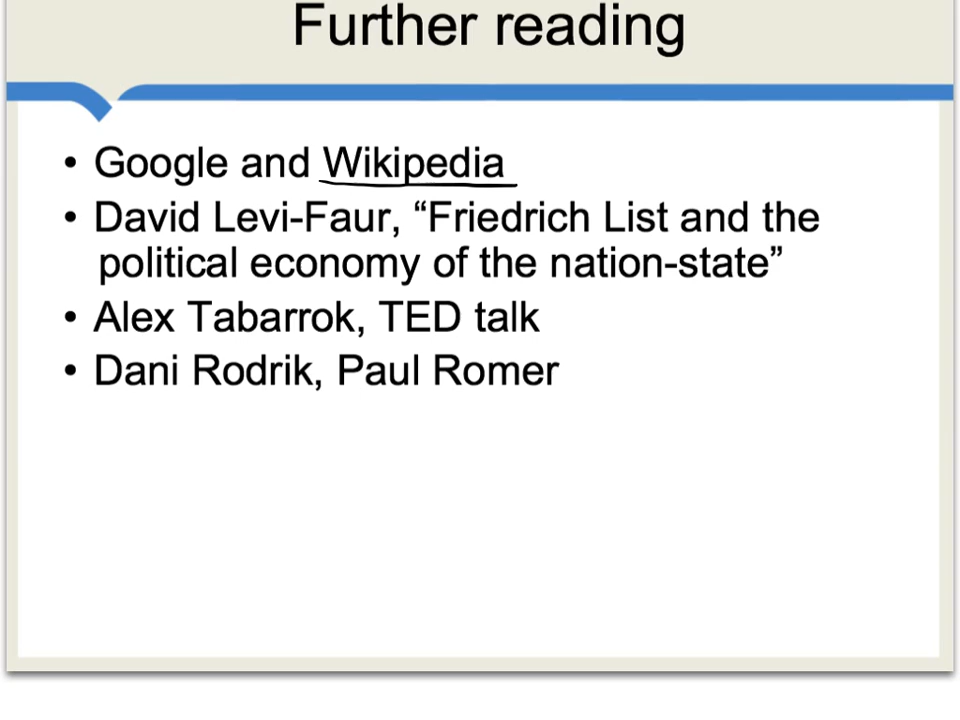 Further reading
• Google and Wikipedia
• David Levi-Faur, “Friedrich List and the
political economy of the nation-state”
• Alex Tabarrok, TED talk
• Dani Rodrik, Paul Romer